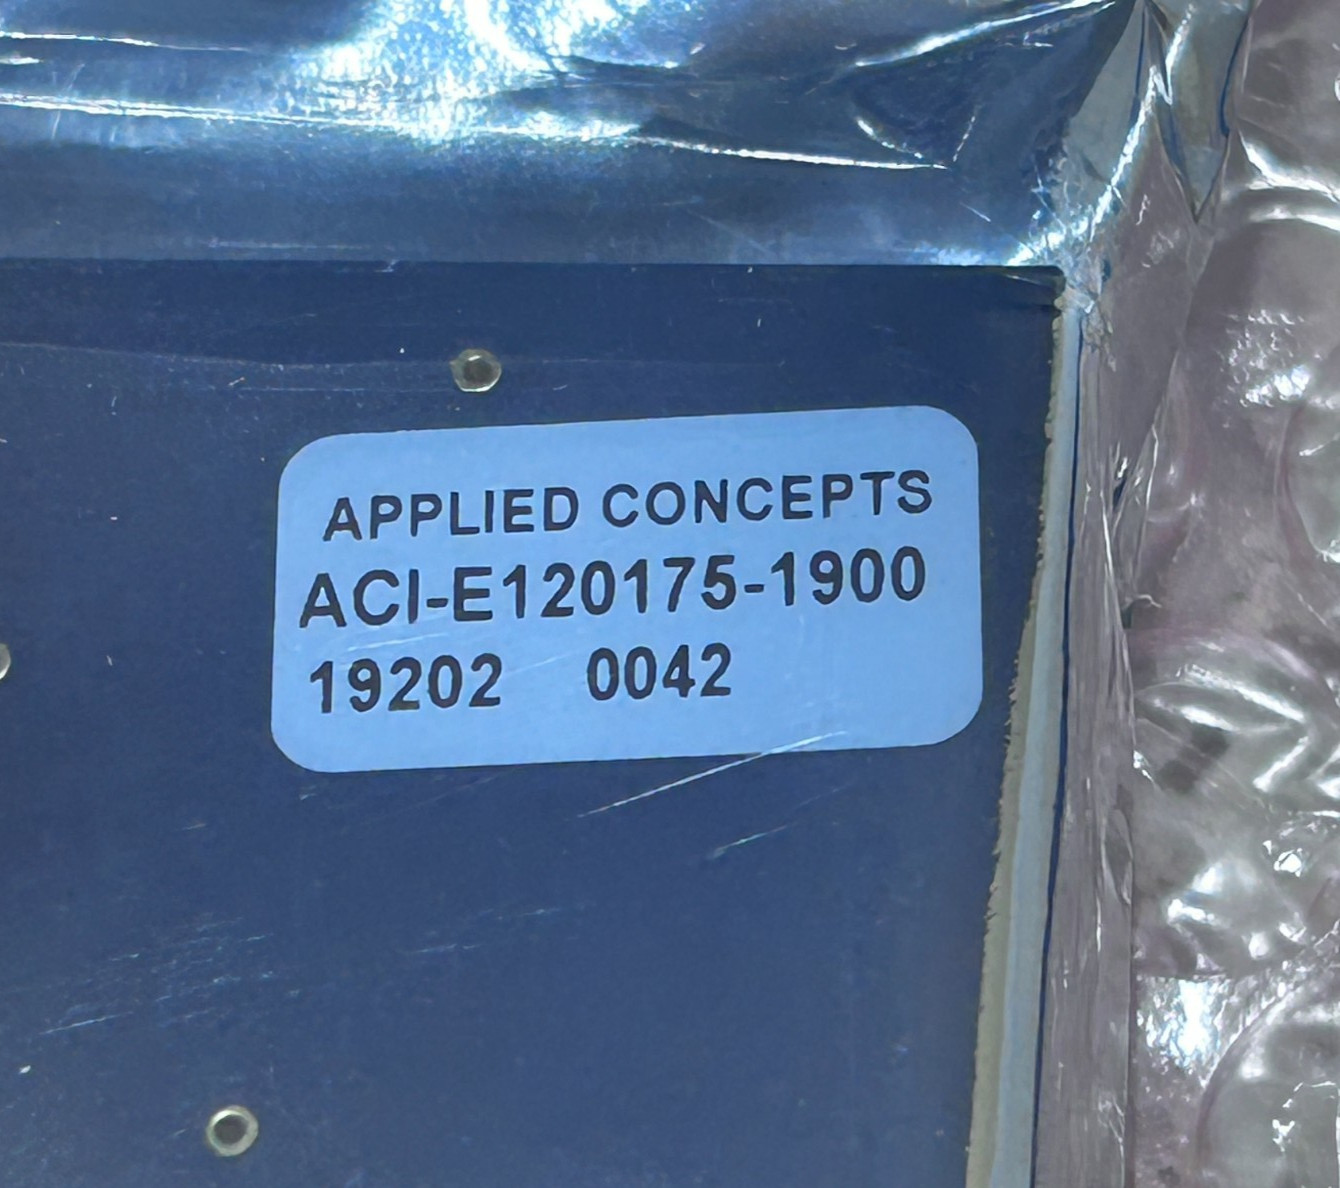 APPLIED CONCEPTS
ACI-E120175-1900
19202 0042